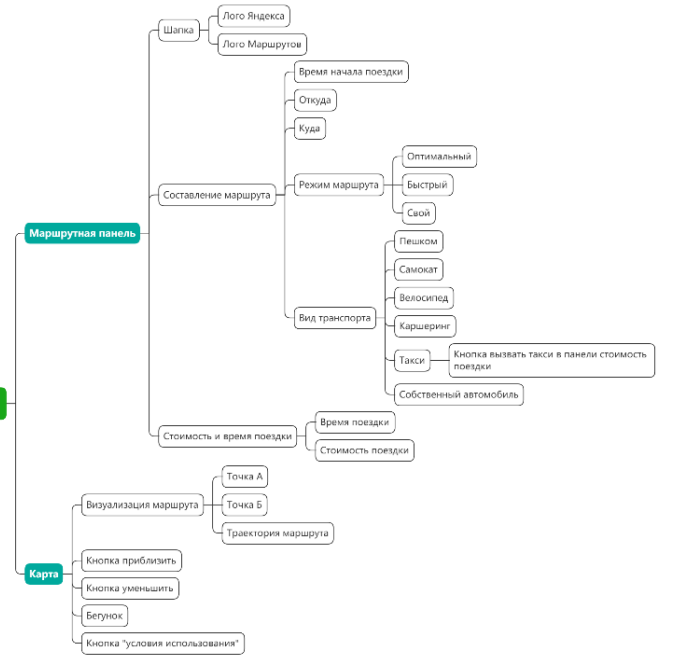 Шапка
Лого Яндекса
Лого Маршрутов
Маршрутная панель
Составление маршрута
Время начала поездки
Откуда
Куда
Режим маршрута
Оптимальный
Быстрый
Свой
Вид транспорта
Пешком
Самокат
Велосипед
Каршеринг
Такси
Кнопка вызвать такси в панели стоимость
поездки
Собственный автомобиль
Стоимость и время поездки
Время поездки
Стоимость поездки
Карта
Визуализация маршрута
Точка А
Точка Б
Траектория маршрута
Кнопка приблизить
Кнопка уменьшить
Бегунок
Кнопка "условия использования"